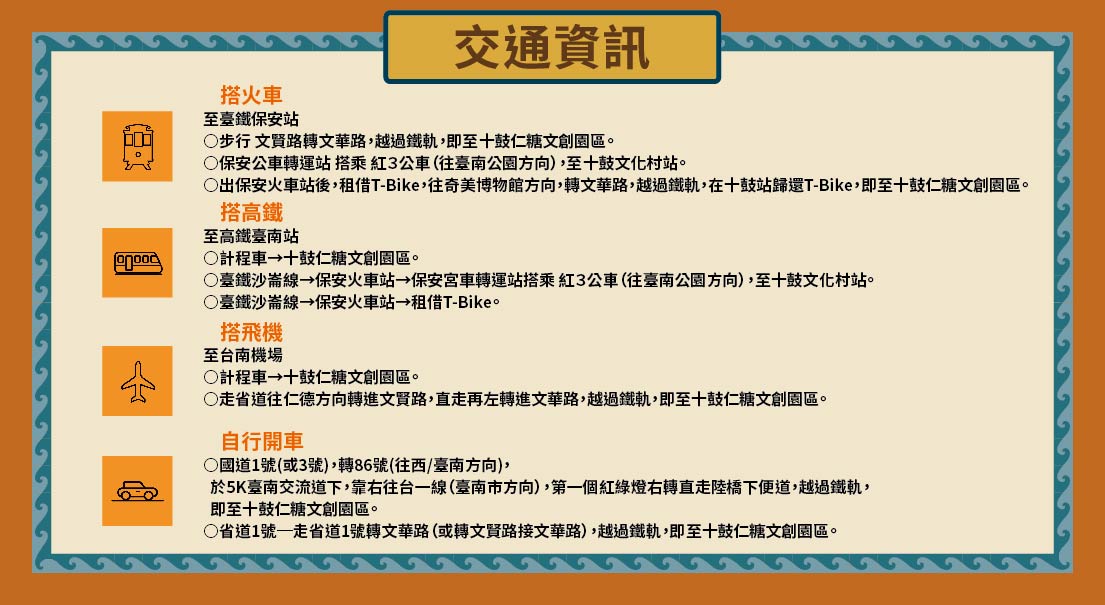 交通資訊
搭火車
至臺鐵保安站
○步行 文賢路轉文華路，越過鐵軌，即至十鼓仁糖文創園區。
○保安公車轉運站 搭乘 紅3公車（往臺南公園方向），至十鼓文化村站。
○出保安火車站後，租借T-Bike，往奇美博物館方向，轉文華路，越過鐵軌，在十鼓站歸還T-Bike，即至十鼓仁糖文創園區。
搭高鐵
至高鐵臺南站
○計程車→十鼓仁糖文創園區。
○臺鐵沙崙線→保安火車站→保安宮車轉運站搭乘 紅3公車（往臺南公園方向），至十鼓文化村站。
○臺鐵沙崙線→保安火車站→租借T-Bike。
搭飛機
至台南機場
○計程車→十鼓仁糖文創園區。
○走省道往仁德方向轉進文賢路，直走再左轉進文華路，越過鐵軌，即至十鼓仁糖文創園區。
自行開車
○國道1號(或3號)，轉86號(往西/臺南方向)，
於5K臺南交流道下，靠右往台一線（臺南市方向），第一個紅綠燈右轉直走陸橋下便道，越過鐵軌，
即至十鼓仁糖文創園區。
○省道1號─走省道1號轉文華路（或轉文賢路接文華路），越過鐵軌，即至十鼓仁糖文創園區。